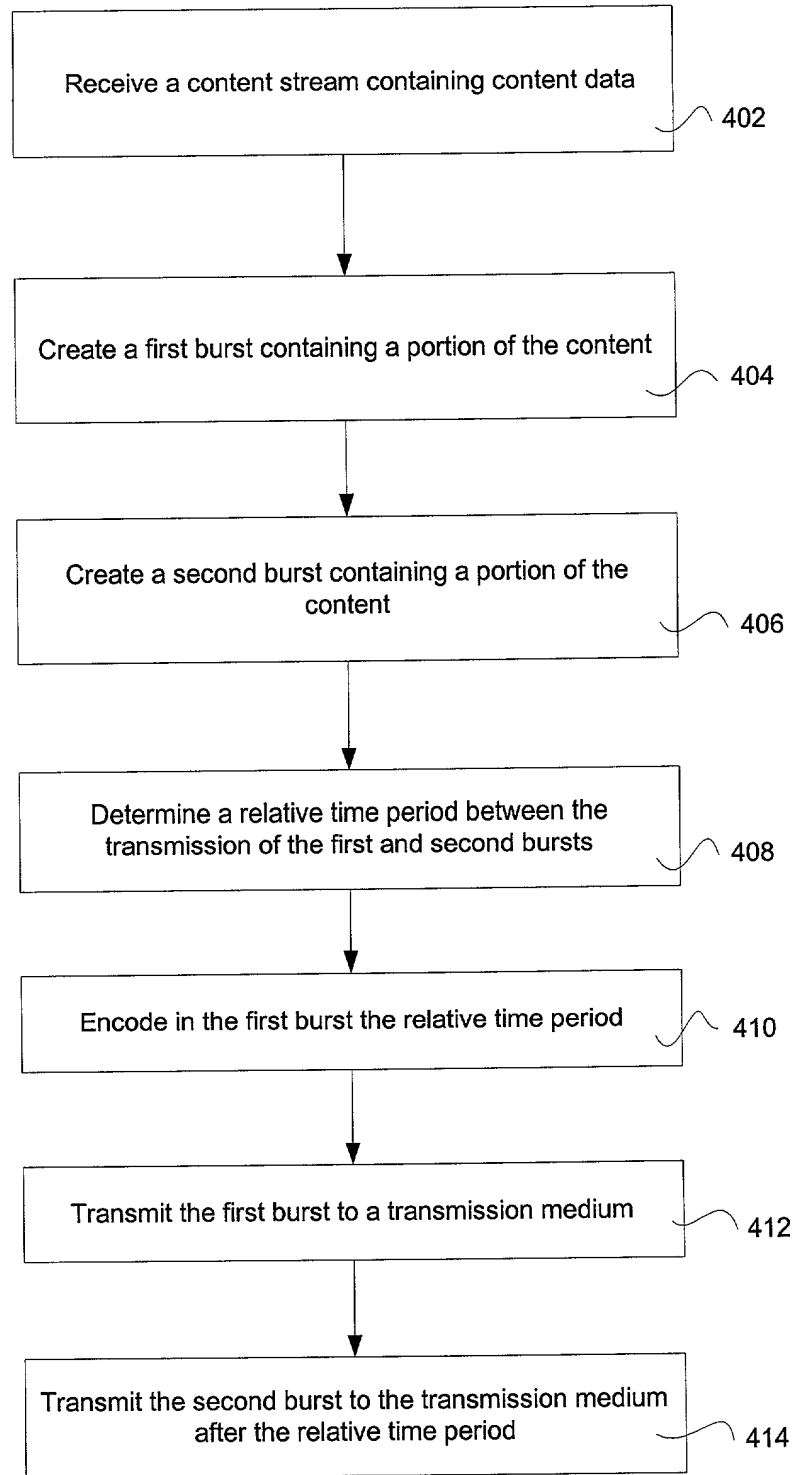 Receive a content stream containing content data
402
Create a first burst containing a portion of the content
404
Create a second burst containing a portion of the
content
406
Determine a relative time period between the
transmission of the first and second bursts
408
Encode in the first burst the relative time period
410
Transmit the first burst to a transmission medium
412
Transmit the second burst to the transmission medium
after the relative time period
414